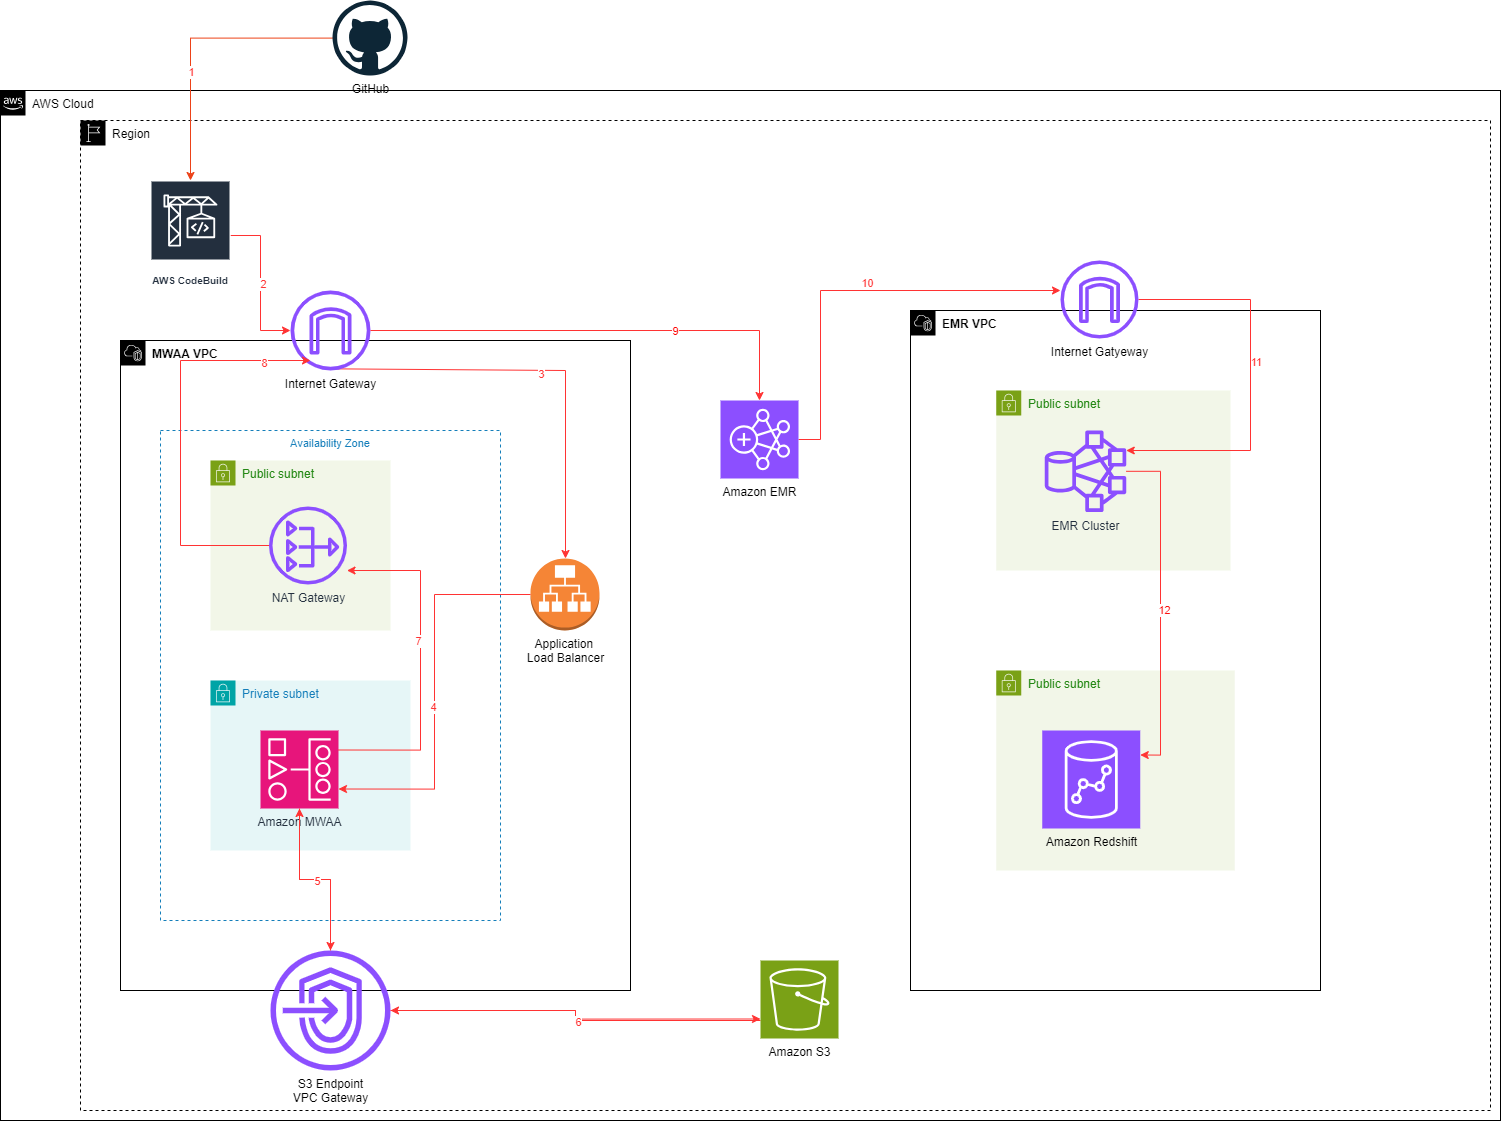 GitHub
1
aws
AWS Cloud
Region
AWS CodeBuild
2
Internet Gateway
MWAA VPC
8
3
9
10
Internet Gatyeway
EMR VPC
11
Availability Zone
Public subnet
NAT Gateway
7
Application
Load Balancer
Amazon EMR
Public subnet
EMR Cluster
12
Private subnet
4
Amazon MWAA
5
Public subnet
Amazon Redshift
6
S3 Endpoint
VPC Gateway
Amazon S3